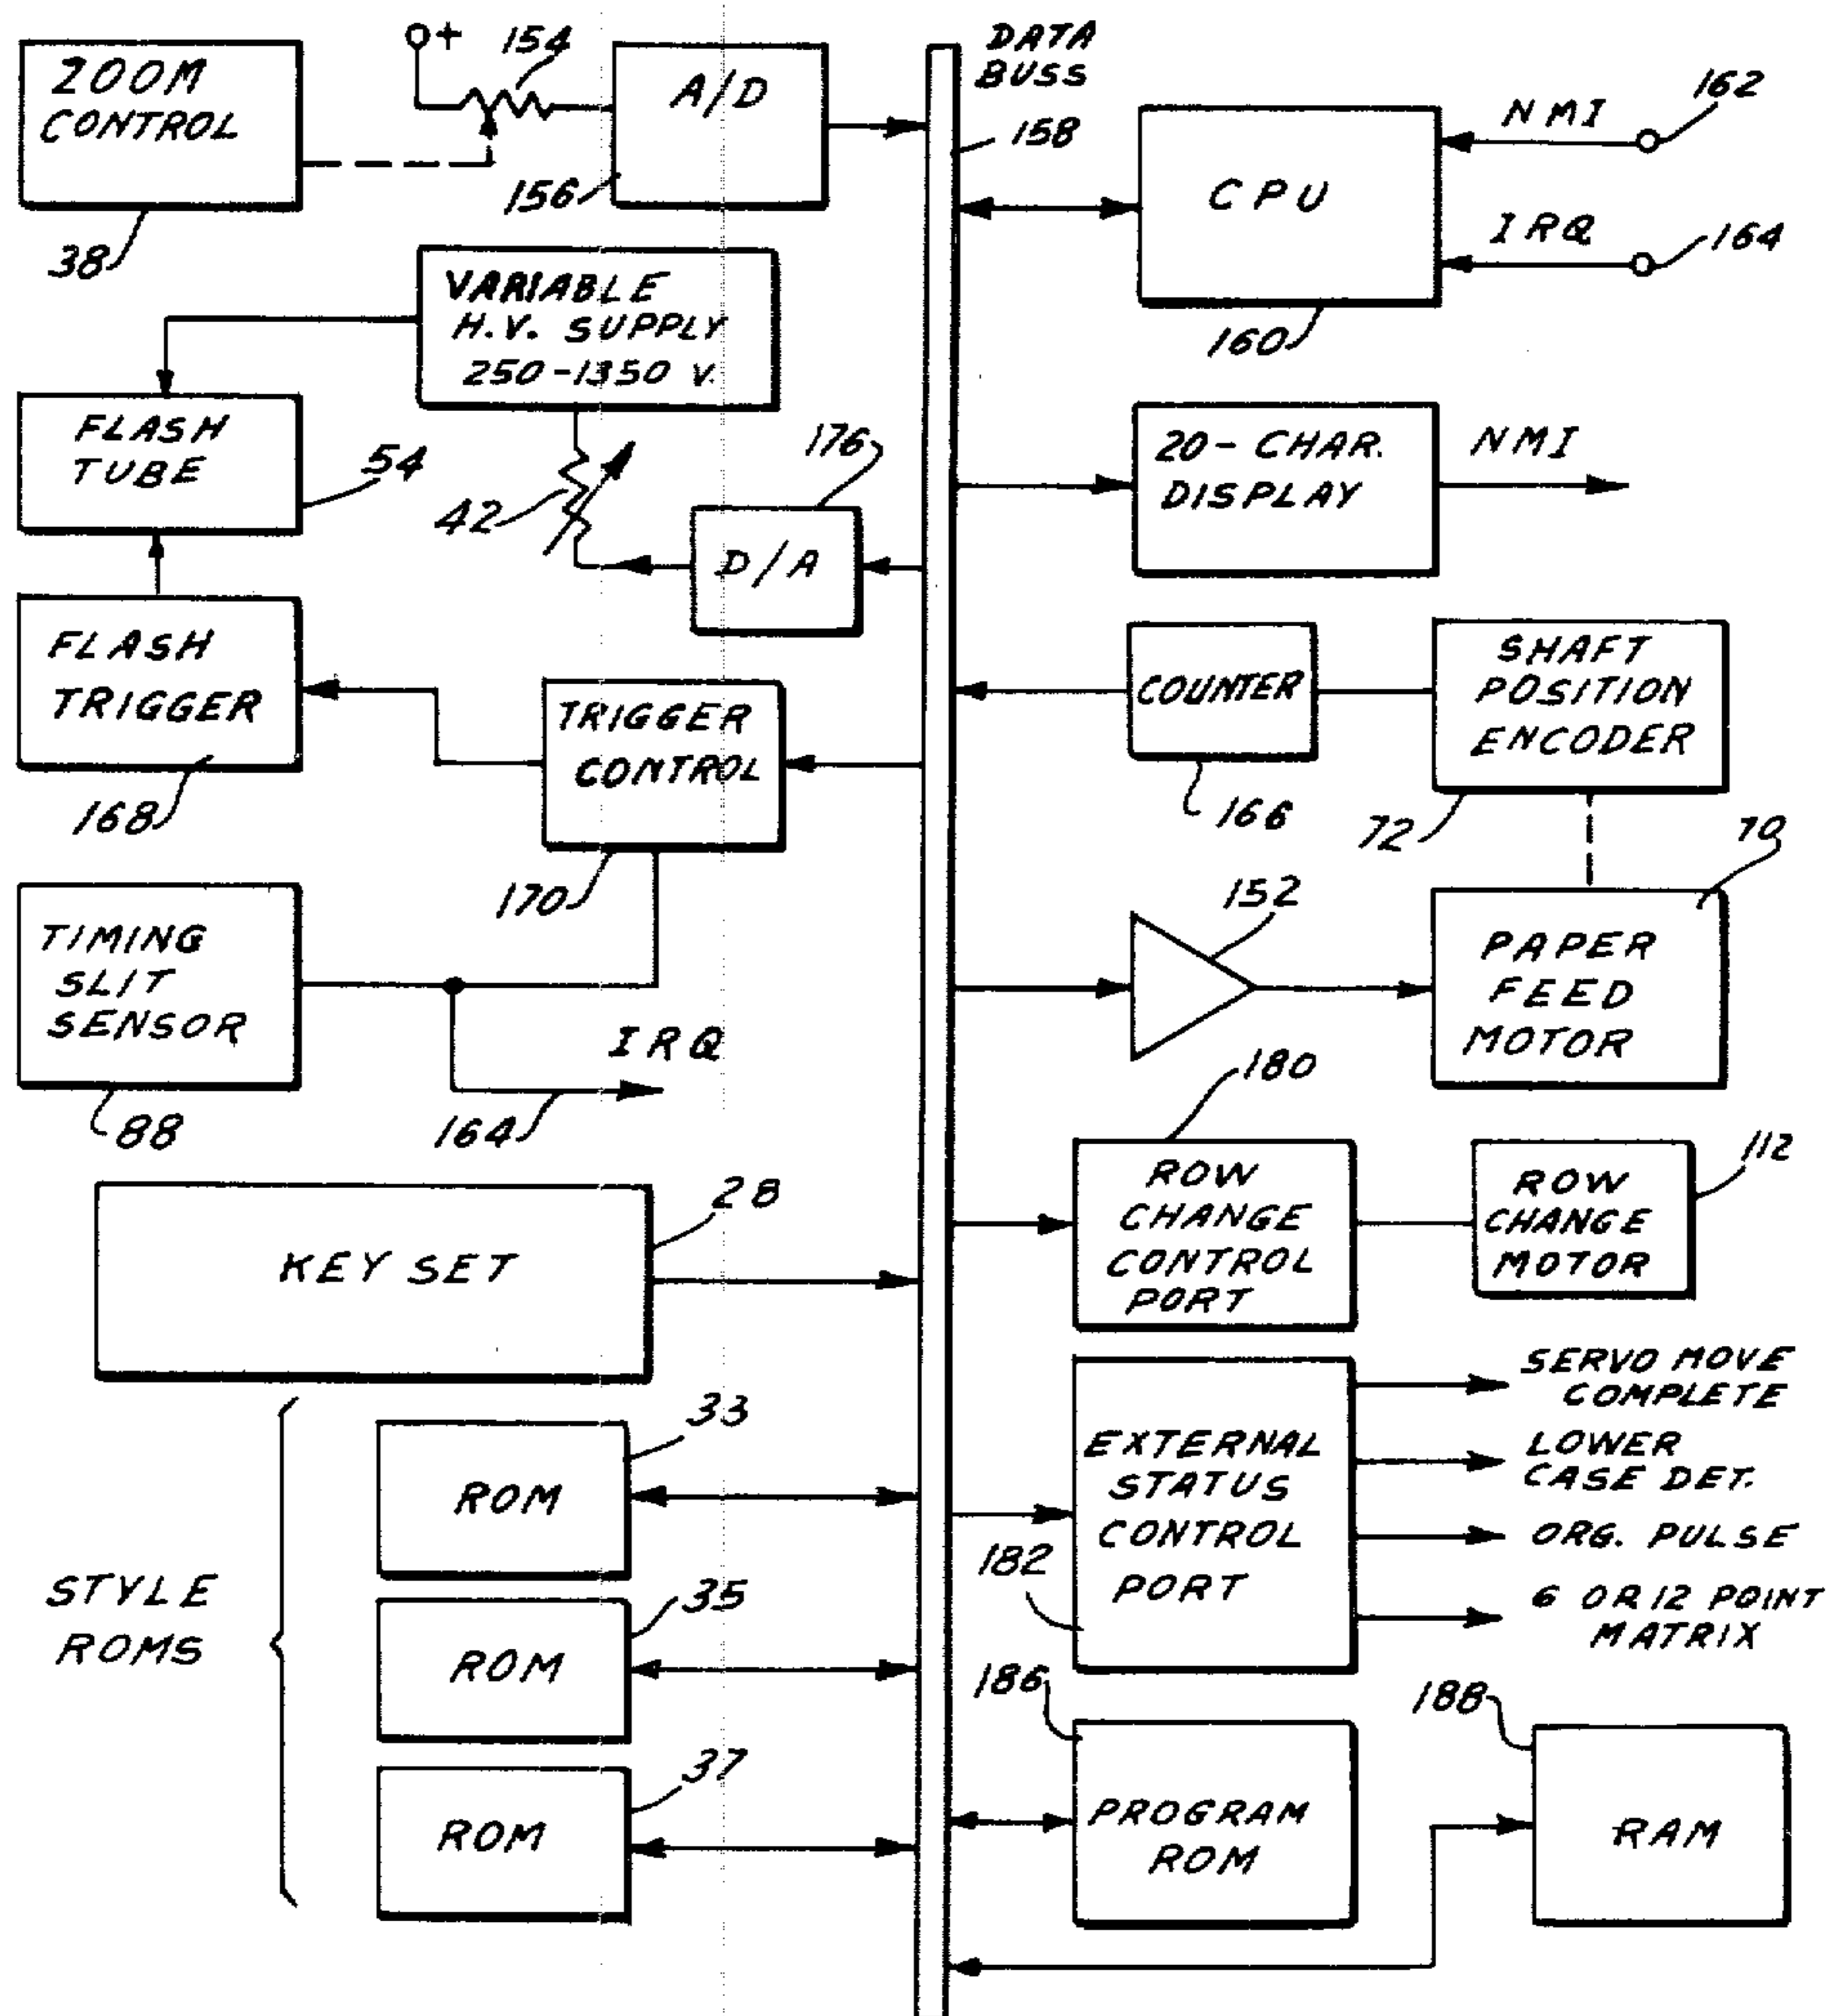 ZOOM
CONTROL
38
+
154
A/D
156
DATA
BUSS
158
CPU
160
NMI
162
IRQ
164
VARIABLE
H.V. SUPPLY
250-1350 V.
FLASH
TUBE
54
42
176
D/A
20-CHAR.
DISPLAY
NMI
FLASH
TRIGGER
168
TRIGGER
CONTROL
170
COUNTER
166
SHAFT
POSITION
ENCODER
72
70
TIMING
SLIT
SENSOR
88
IRQ
164
152
PAPER
FEED
MOTOR
KEY SET
28
180
ROW
CHANGE
CONTROL
PORT
112
ROW
CHANGE
MOTOR
STYLE
ROMS
ROM
33
ROM
35
ROM
37
EXTERNAL
STATUS
CONTROL
PORT
182
SERVO MOVE
COMPLETE
LOWER
CASE DET.
ORG. PULSE
6 OR 12 POINT
MATRIX
186
PROGRAM
ROM
188
RAM